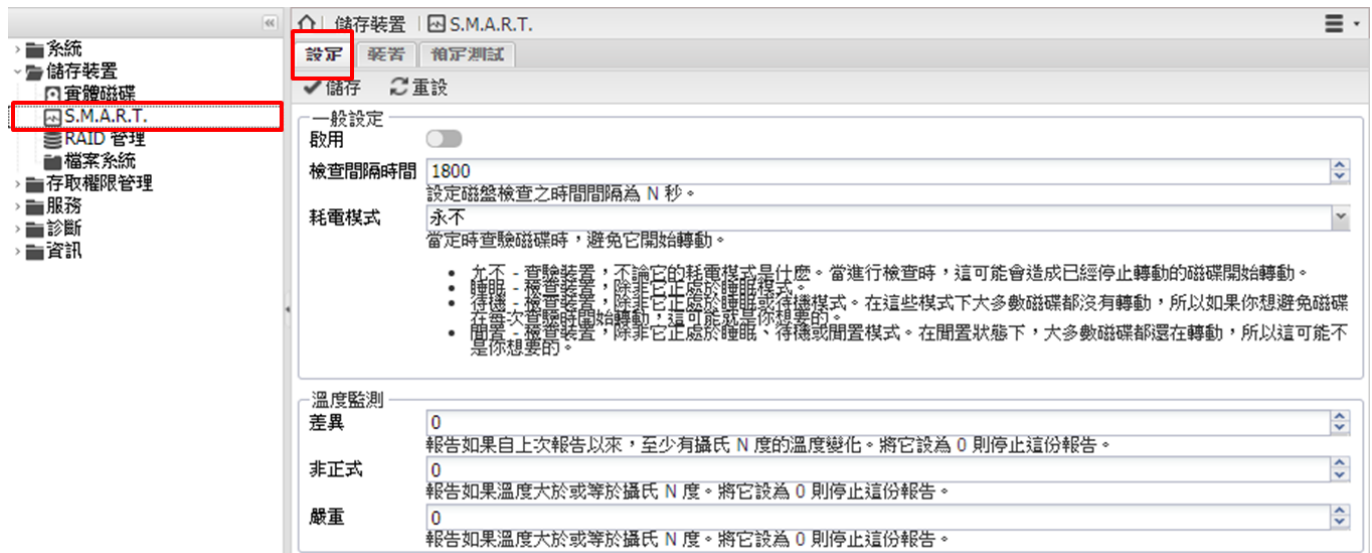 儲存裝置 S.M.A.R.T.
系統
儲存裝置
實體磁碟
S.M.A.R.T.
RAID 管理
檔案系統
存取權限管理
服務
診斷
資訊
設定 裝置 預定測試
儲存 重設
一般設定
啟用
檢查間隔時間 1800
設定磁盤檢查之時間間隔為 N 秒。
耗電模式 永不
當定時查驗磁碟時，避免它開始轉動。
• 允不 - 查驗裝置，不論它的耗電模式是什麼。當進行檢查時，這可能會造成已經停止轉動的磁碟開始轉動。
• 睡眠 - 檢查裝置，除非它正處於睡眠模式。
• 待機 - 檢查裝置，除非它正處於睡眠或待機模式。在這些模式下大多數磁碟都沒有轉動，所以如果你想避免磁碟
在每次查驗時開始轉動，這可能就是你想要的。
• 閒置 - 檢查裝置，除非它正處於睡眠、待機或閒置模式。在閒置狀態下，大多數磁碟都還在轉動，所以這可能不
是你想要的。
溫度監測
差異 0
報告如果自上次報告以來，至少有攝氏 N 度的溫度變化。將它設為 0 則停止這份報告。
非正式 0
報告如果溫度大於或等於攝氏 N 度。將它設為 0 則停止這份報告。
嚴重 0
報告如果溫度大於或等於攝氏 N 度。將它設為 0 則停止這份報告。